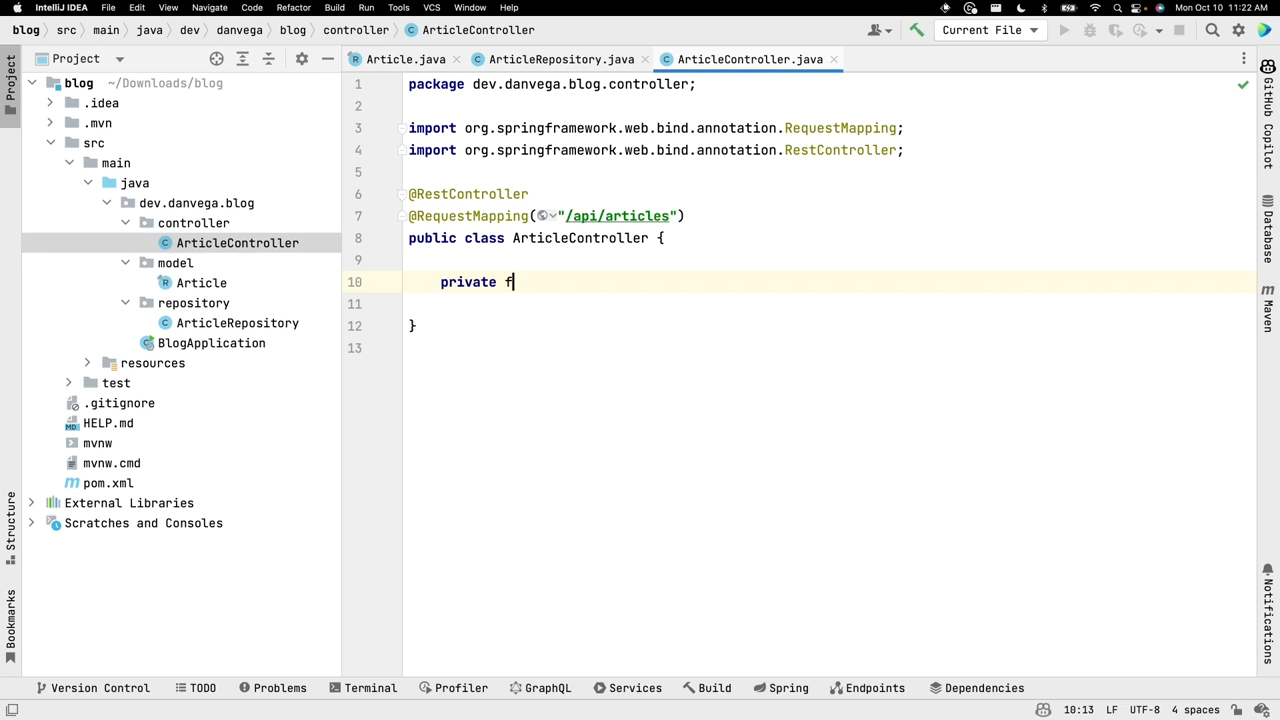 IntelliJ IDEA File Edit View Navigate Code Refactor Build Run Tools VCS Window Help Mon Oct 10 11:22 AM
blog src main java dev danvega blog controller ArticleController Current File
Project Article.java ArticleRepository.java ArticleController.java
Project
blog ~/Downloads/blog
.idea
.mvn
src
main
java
dev.danvega.blog
controller
ArticleController
model
Article
repository
ArticleRepository
BlogApplication
resources
test
.gitignore
HELP.md
mvnw
mvnw.cmd
pom.xml
External Libraries
Scratches and Consoles
Structure
Bookmarks
1 package dev.danvega.blog.controller;
2
3 import org.springframework.web.bind.annotation.RequestMapping;
4 import org.springframework.web.bind.annotation.RestController;
5
6 @RestController
7 @RequestMapping("/api/articles")
8 public class ArticleController {
9
10 private f
11
12 }
13
GitHub Copilot
Database
Maven
Notifications
Version Control TODO Problems Terminal Profiler GraphQL Services Build Spring Endpoints Dependencies
10:13 LF UTF-8 4 spaces